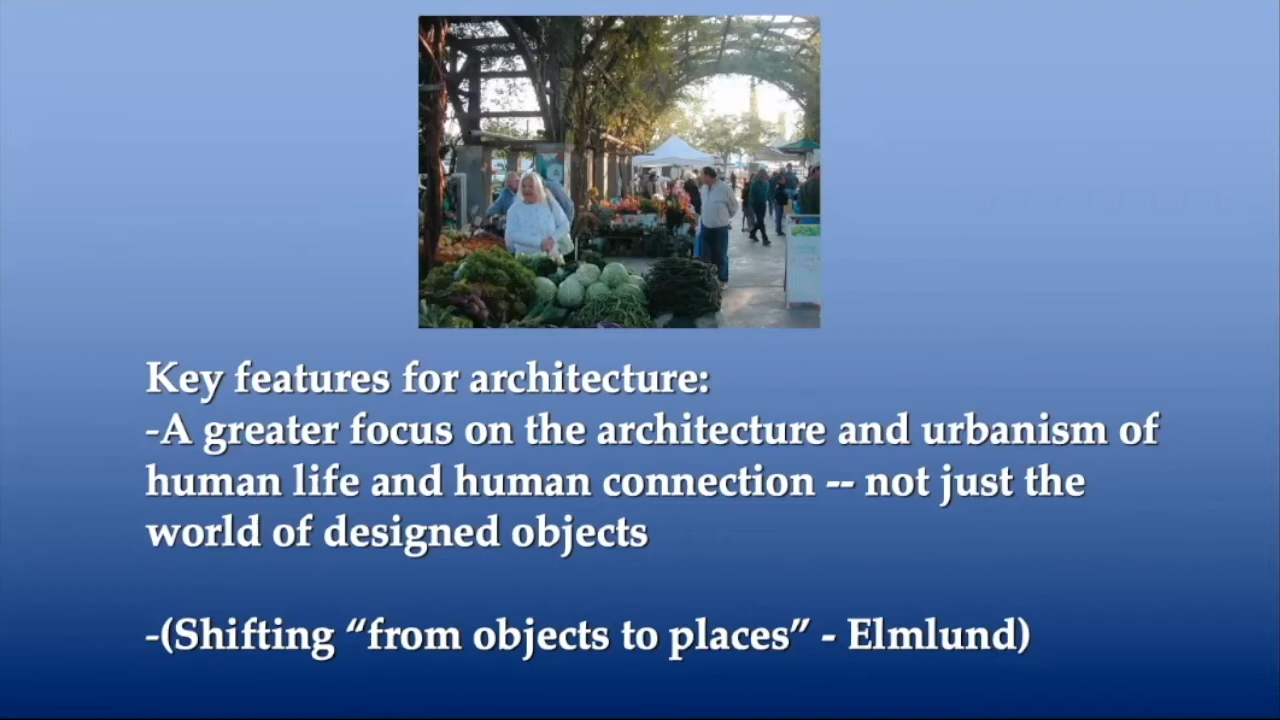 Key features for architecture:
-A greater focus on the architecture and urbanism of
human life and human connection -- not just the
world of designed objects
-(Shifting “from objects to places” - Elmlund)